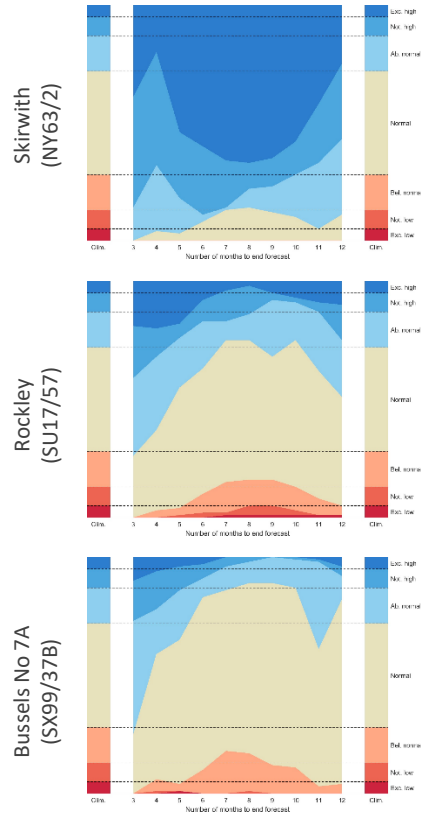 Skirwith
(NY63/2)
Exc. high
Not. high
Ab. normal
Normal
Bel. normal
Not. low
Exc. low
Clim.
3 4 5 6 7 8 9 10 11 12
Clim.
Number of months to end forecast
Rockley
(SU17/57)
Exc. high
Not. high
Ab. normal
Normal
Bel. normal
Not. low
Exc. low
Clim.
3 4 5 6 7 8 9 10 11 12
Clim.
Number of months to end forecast
Bussels No 7A
(SX99/37B)
Exc. high
Not. high
Ab. normal
Normal
Bel. normal
Not. low
Exc. low
Clim.
3 4 5 6 7 8 9 10 11 12
Clim.
Number of months to end forecast